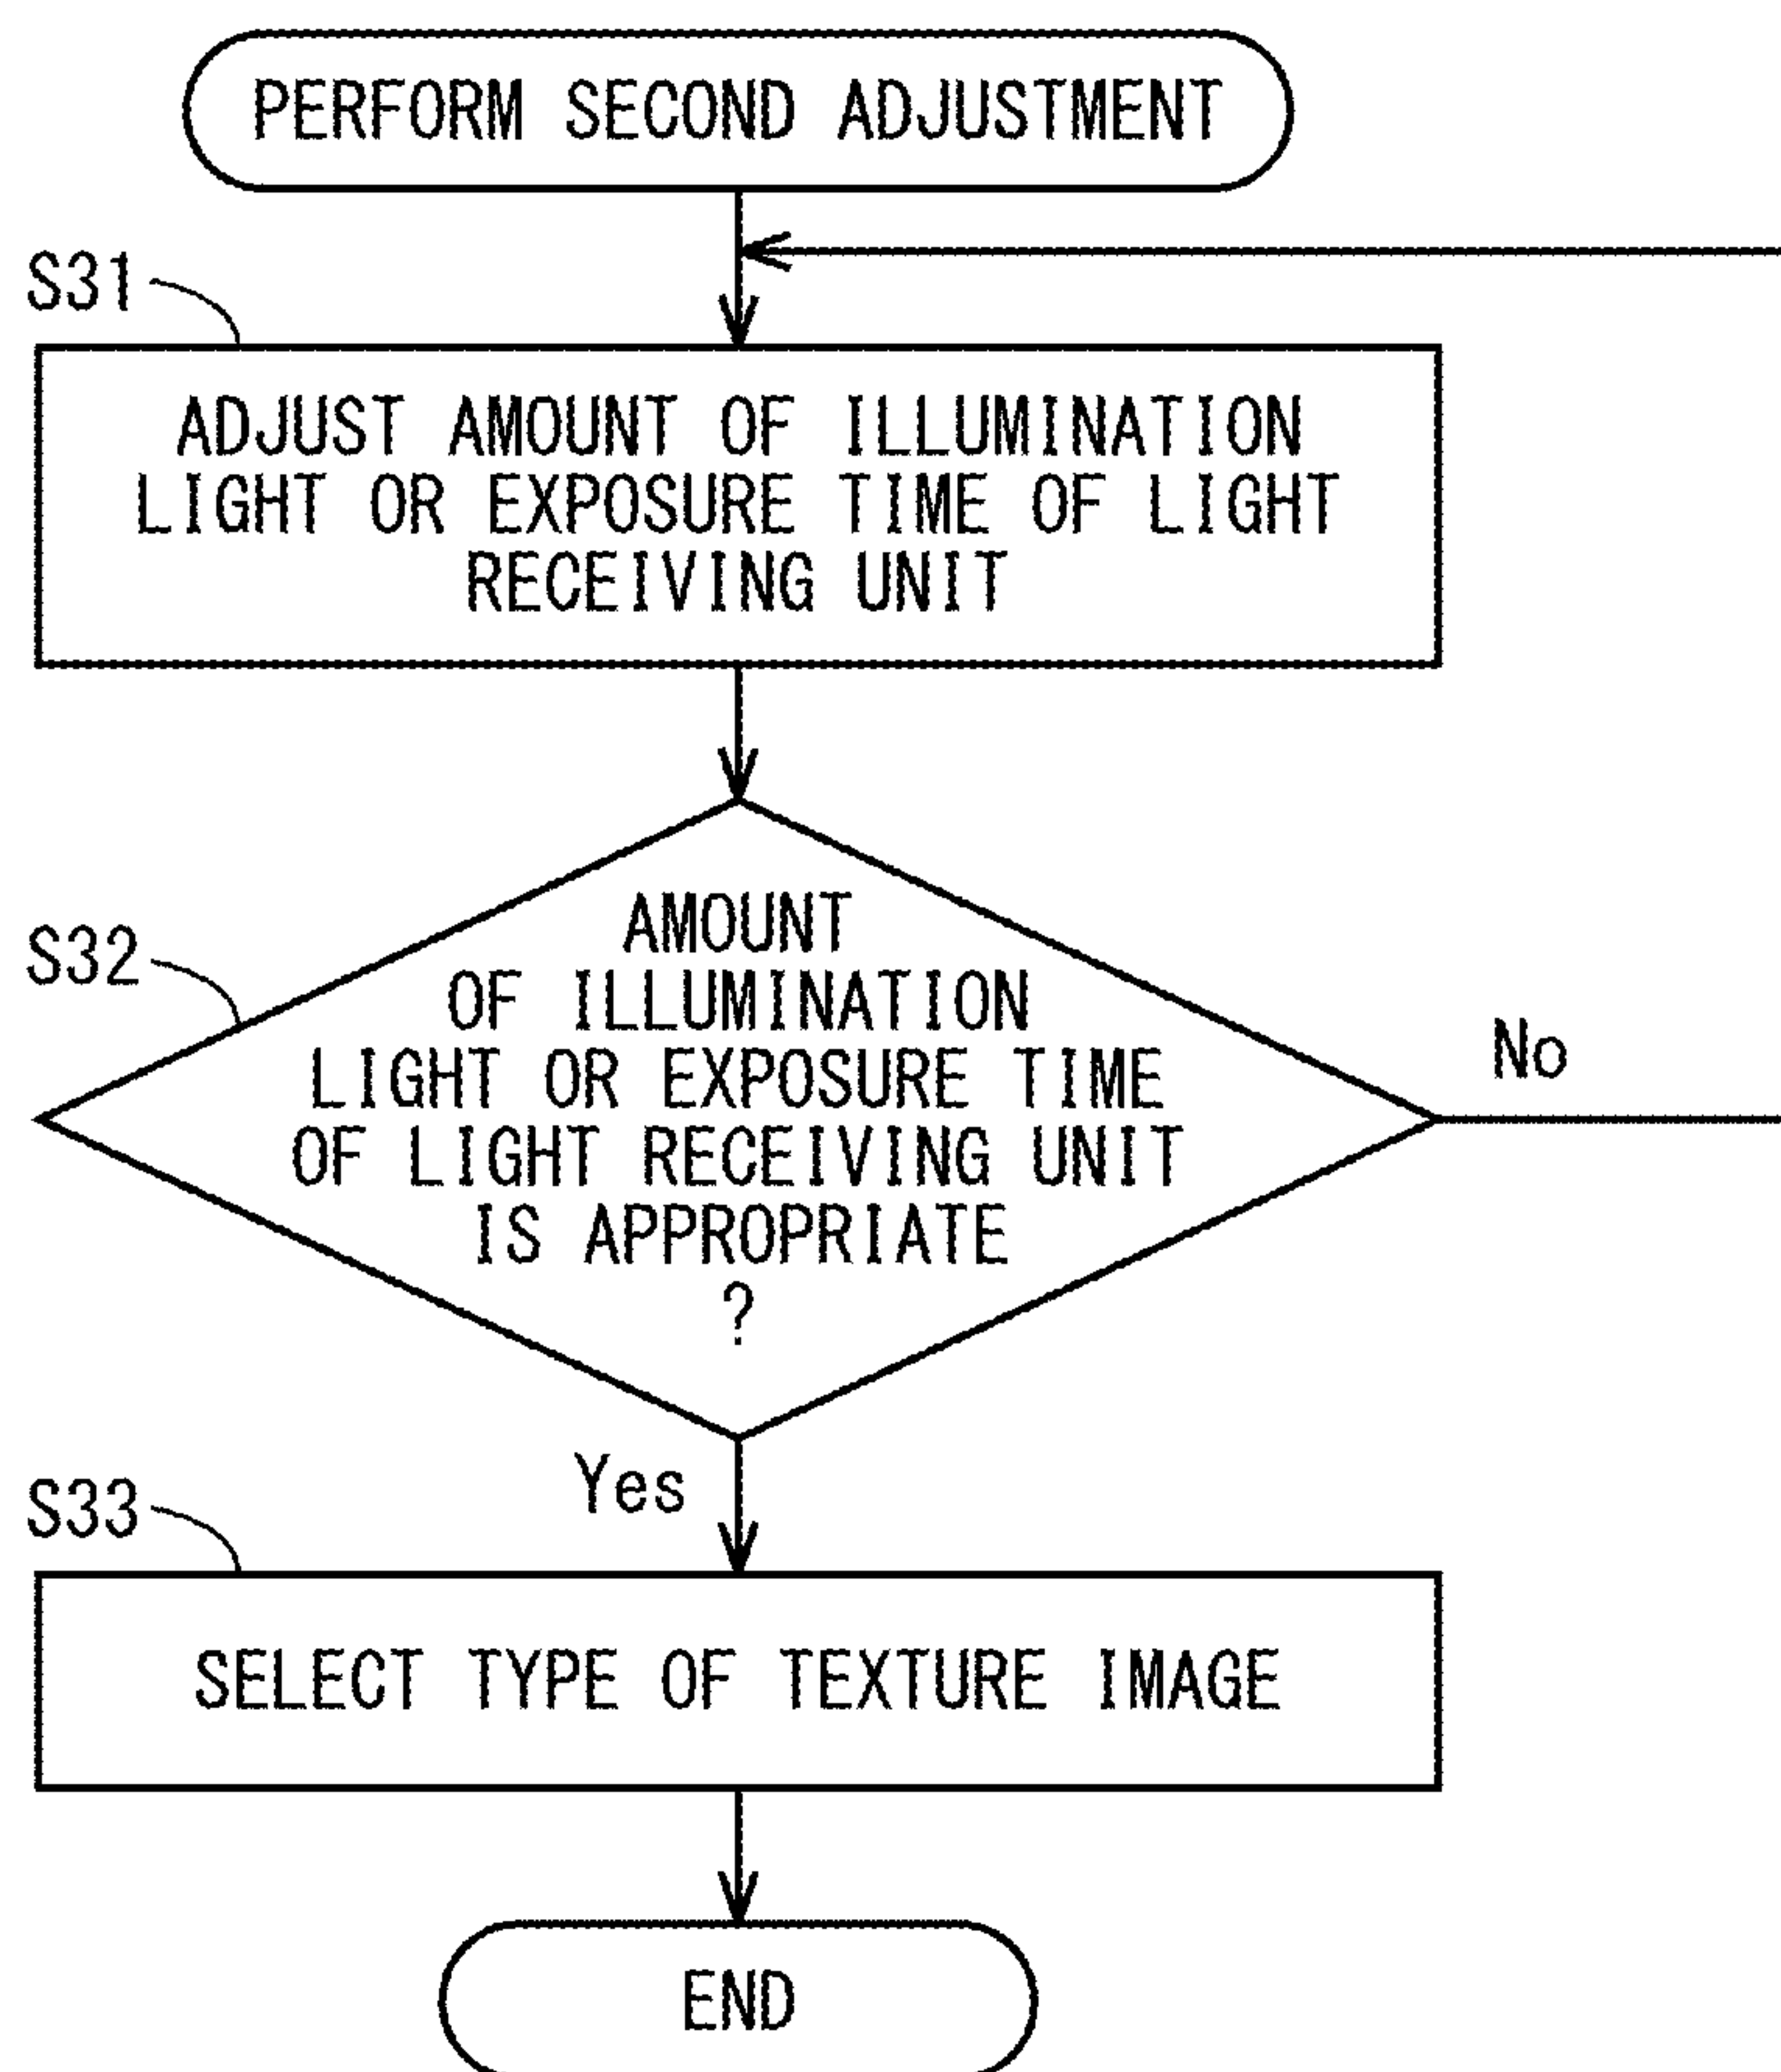 PERFORM SECOND ADJUSTMENT
S31
ADJUST AMOUNT OF ILLUMINATION
LIGHT OR EXPOSURE TIME OF LIGHT
RECEIVING UNIT
S32
AMOUNT
OF ILLUMINATION
LIGHT OR EXPOSURE TIME
OF LIGHT RECEIVING UNIT
IS APPROPRIATE
?
No
Yes
S33
SELECT TYPE OF TEXTURE IMAGE
END